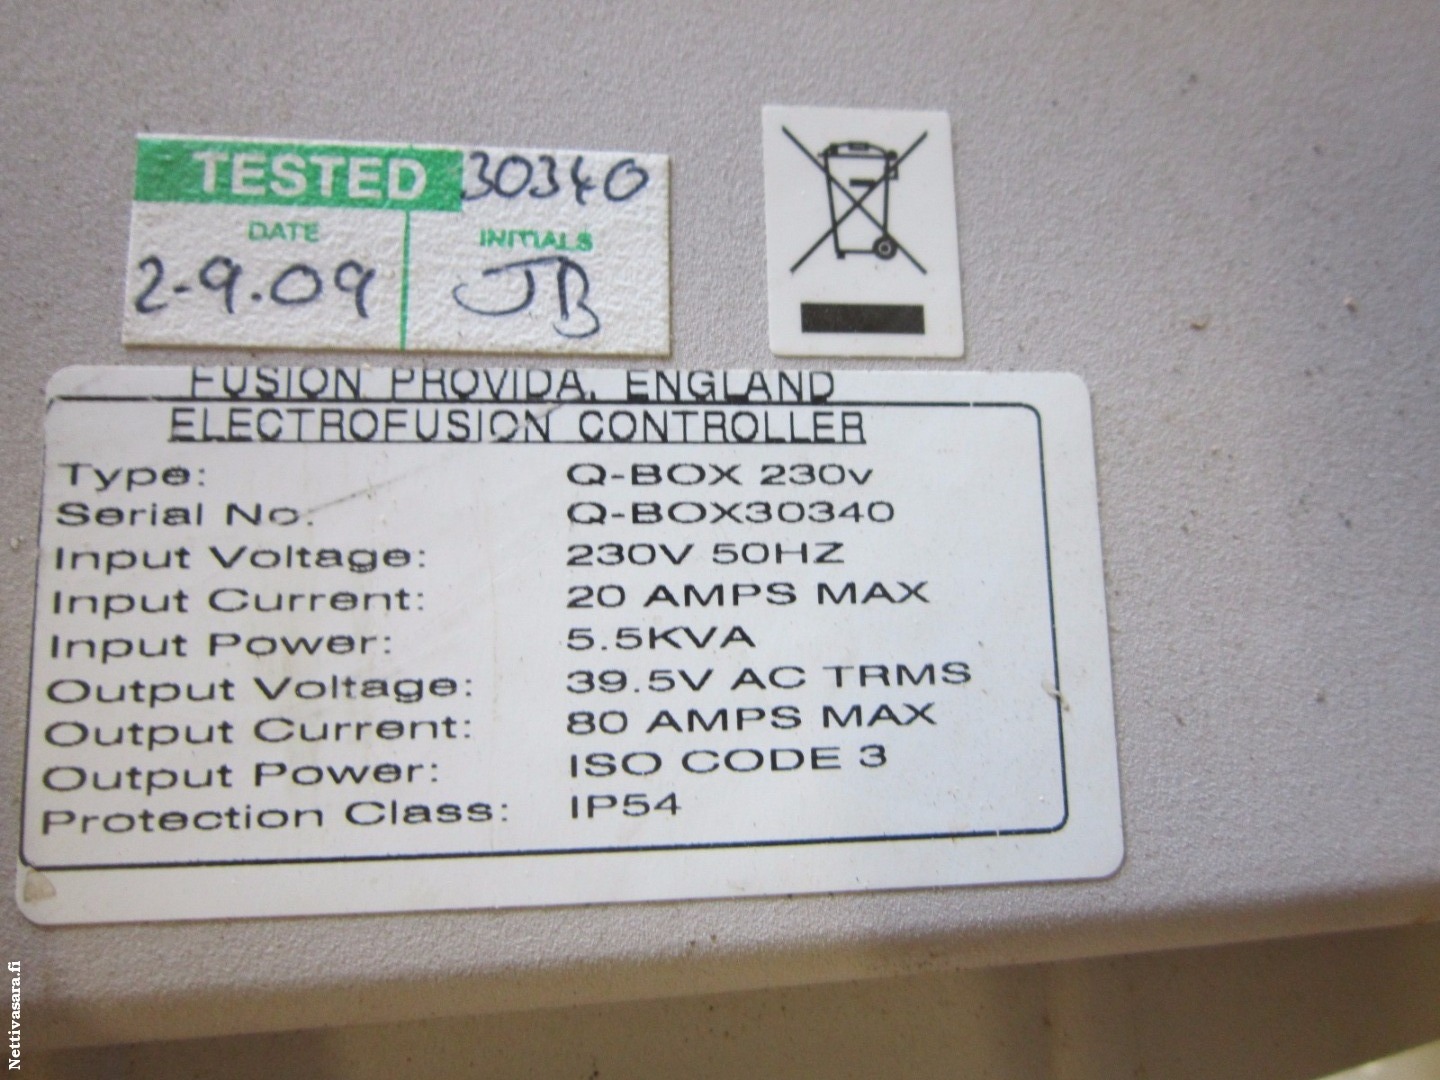 TESTED 30340
DATE INITIALS
2-9.09 JB
FUSION PROVIDA, ENGLAND
ELECTROFUSION CONTROLLER
Type: Q-BOX 230v
Serial No. Q-BOX30340
Input Voltage: 230V 50HZ
Input Current: 20 AMPS MAX
Input Power: 5.5KVA
Output Voltage: 39.5V AC TRMS
Output Current: 80 AMPS MAX
Output Power: ISO CODE 3
Protection Class: IP54
Nettivasara.fi